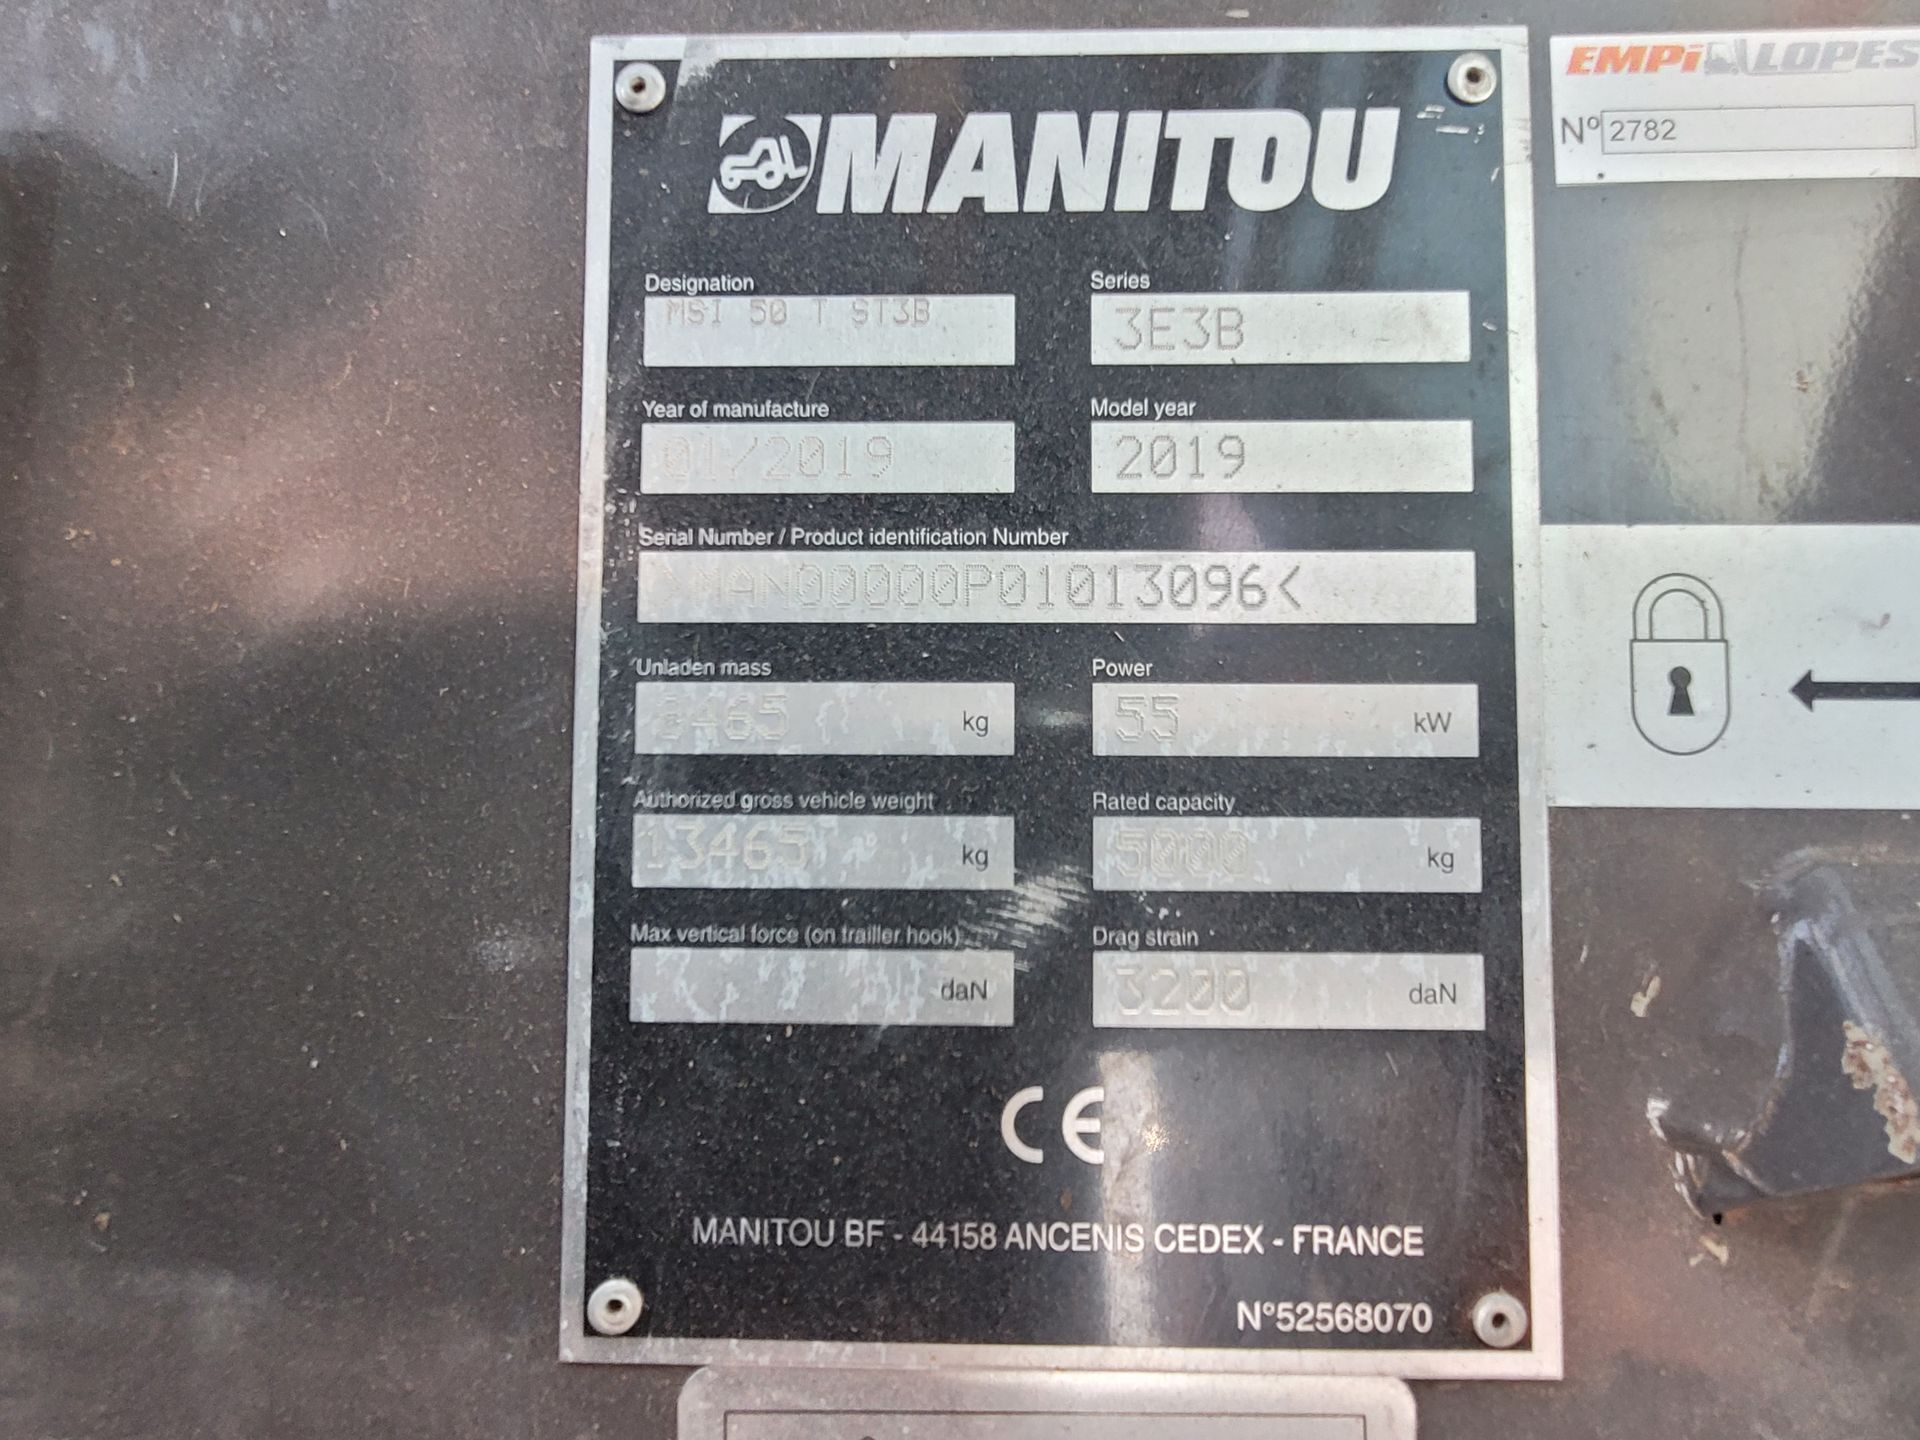 MANITOU
Designation
MSI 50 T ST3B
Series
3E3B
Year of manufacture
01/2019
Model year
2019
Serial Number / Product identification Number
>MAN00000P01013096<
Unladen mass
8465 kg
Power
55 kW
Authorized gross vehicle weight
13465 kg
Rated capacity
5000 kg
Max vertical force (on trailler hook)
daN
Drag strain
3200 daN
CE
MANITOU BF - 44158 ANCENIS CEDEX - FRANCE
N°52568070
EMPi LOPES
Nº 2782